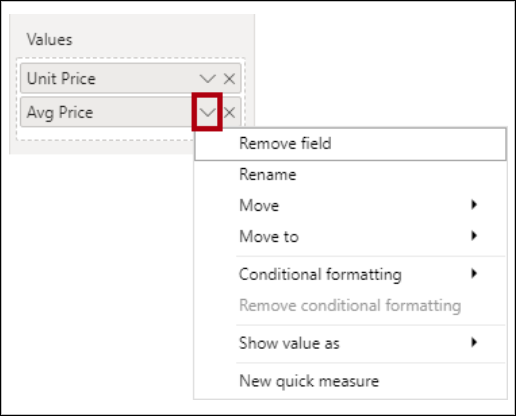 Values
Unit Price
Avg Price
Remove field
Rename
Move
Move to
Conditional formatting
Remove conditional formatting
Show value as
New quick measure